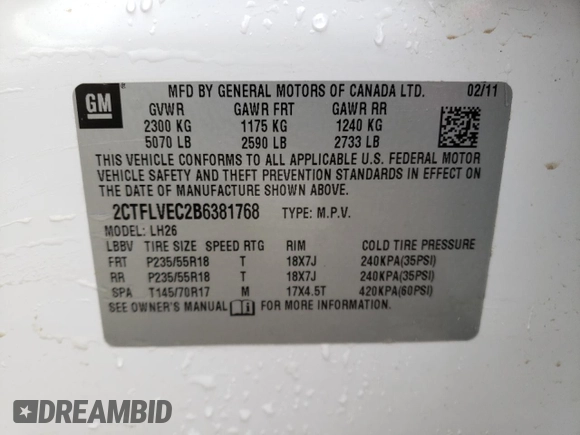 GM
MFD BY GENERAL MOTORS OF CANADA LTD. 02/11
GVWR GAWR FRT GAWR RR
2300 KG 1175 KG 1240 KG
5070 LB 2590 LB 2733 LB
THIS VEHICLE CONFORMS TO ALL APPLICABLE U.S. FEDERAL MOTOR
VEHICLE SAFETY AND THEFT PREVENTION STANDARDS IN EFFECT ON
THE DATE OF MANUFACTURE SHOWN ABOVE.
2CTFLVEC2B6381768 TYPE: M.P.V.
MODEL: LH26
LBBV TIRE SIZE SPEED RTG RIM COLD TIRE PRESSURE
FRT P235/55R18 T 18X7J 240KPA(35PSI)
RR P235/55R18 T 18X7J 240KPA(35PSI)
SPA T145/70R17 M 17X4.5T 420KPA(60PSI)
SEE OWNER'S MANUAL FOR MORE INFORMATION.
DREAMBID